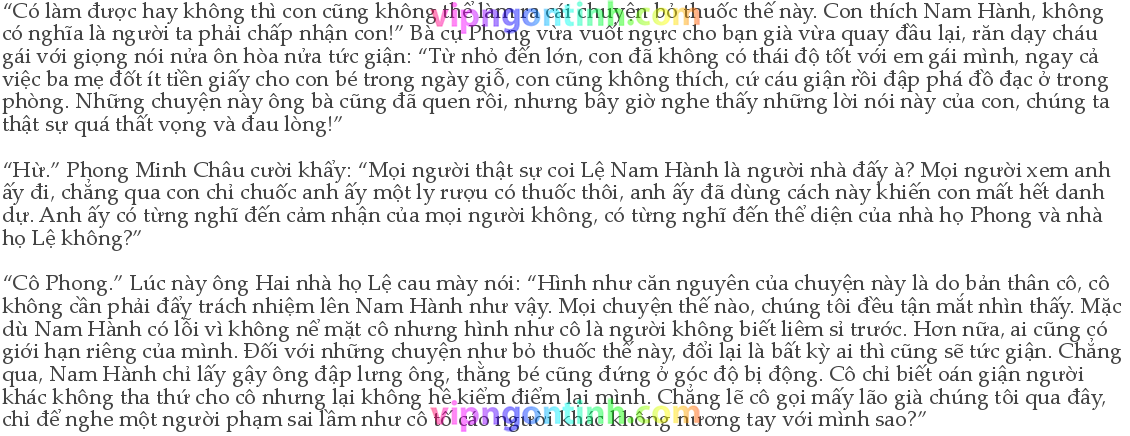 “Có làm được hay không thì con cũng không thể làm ra cái chuyện bỏ thuốc thế này. Con thích Nam Hành, không
có nghĩa là người ta phải chấp nhận con!” Bà cụ Phong vừa vuốt ngực cho bạn già vừa quay đầu lại, răn dạy cháu
gái với giọng nói nửa ôn hòa nửa tức giận: “Từ nhỏ đến lớn, con đã không có thái độ tốt với em gái mình, ngay cả
việc ba mẹ đốt ít tiền giấy cho con bé trong ngày giỗ, con cũng không thích, cứ cáu giận rồi đập phá đồ đạc ở trong
phòng. Những chuyện này ông bà cũng đã quen rồi, nhưng bây giờ nghe thấy những lời nói này của con, chúng ta
thật sự quá thất vọng và đau lòng!”
“Hừ.” Phong Minh Châu cười khẩy: “Mọi người thật sự coi Lệ Nam Hành là người nhà đấy à? Mọi người xem anh
ấy đi, chẳng qua con chỉ chuốc anh ấy một ly rượu có thuốc thôi, anh ấy đã dùng cách này khiến con mất hết danh
dự. Anh ấy có từng nghĩ đến cảm nhận của mọi người không, có từng nghĩ đến thể diện của nhà họ Phong và nhà
họ Lệ không?”
“Cô Phong.” Lúc này ông Hai nhà họ Lệ cau mày nói: “Hình như căn nguyên của chuyện này là do bản thân cô, cô
không cần phải đẩy trách nhiệm lên Nam Hành như vậy. Mọi chuyện thế nào, chúng tôi đều tận mắt nhìn thấy. Mặc
dù Nam Hành có lỗi vì không nể mặt cô nhưng hình như cô là người không biết liêm sỉ trước. Hơn nữa, ai cũng có
giới hạn riêng của mình. Đối với những chuyện như bỏ thuốc thế này, đổi lại là bất kỳ ai thì cũng sẽ tức giận. Chẳng
qua, Nam Hành chỉ lấy gậy ông đập lưng ông, thằng bé cũng đứng ở góc độ bị động. Cô chỉ biết oán giận người
khác không tha thứ cho cô nhưng lại không hề kiểm điểm lại mình. Chẳng lẽ cô gọi mấy lão già chúng tôi qua đây,
chỉ để nghe một người phạm sai lầm như cô tố cáo người khác không nương tay với mình sao?”
vipngontinh.com
vipngontinh.com
vipngontinh.com